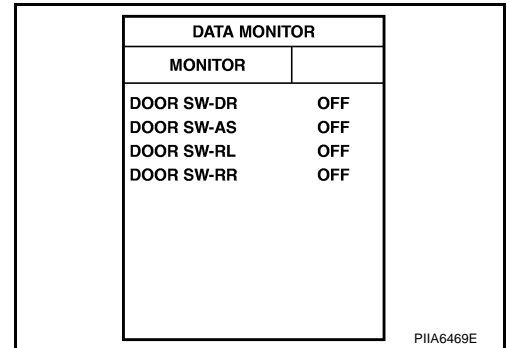 DATA MONITOR
MONITOR
DOOR SW-DR OFF
DOOR SW-AS OFF
DOOR SW-RL OFF
DOOR SW-RR OFF
PIIA6469E